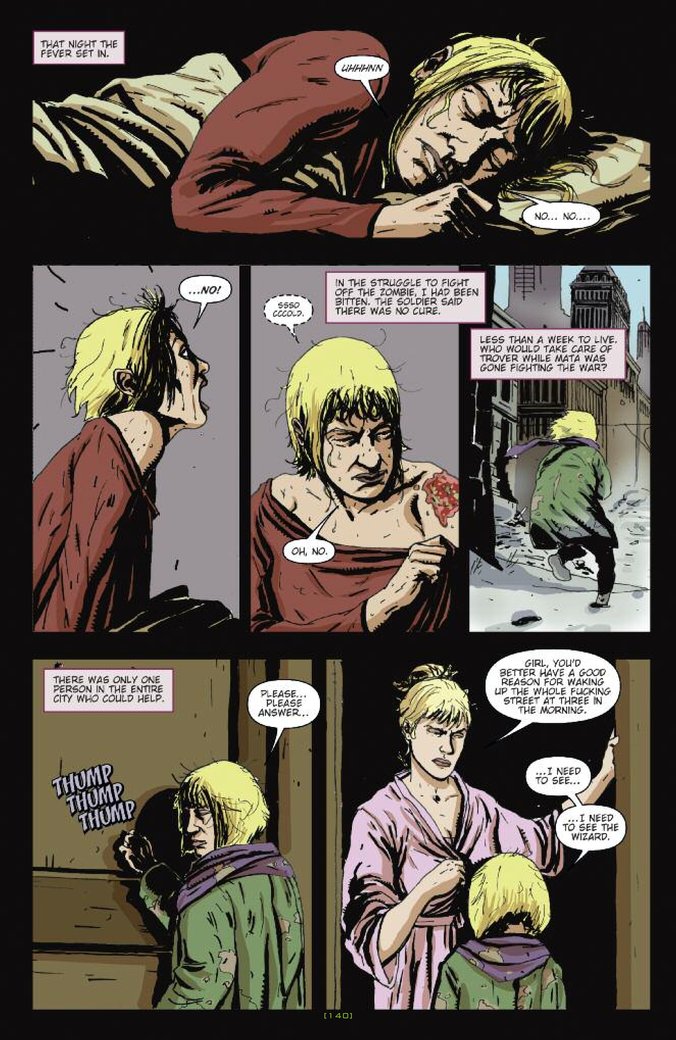 THAT NIGHT THE
FEVER SET IN.
UHHHNN
NO... NO....
...NO!
SSSO
CCCOLD.
IN THE STRUGGLE TO FIGHT
OFF THE ZOMBIE, I HAD BEEN
BITTEN. THE SOLDIER SAID
THERE WAS NO CURE.
OH, NO.
LESS THAN A WEEK TO LIVE.
WHO WOULD TAKE CARE OF
TROVER WHILE MATA WAS
GONE FIGHTING THE WAR?
THERE WAS ONLY ONE
PERSON IN THE ENTIRE
CITY WHO COULD HELP.
THUMP
THUMP
THUMP
PLEASE...
PLEASE
ANSWER...
GIRL, YOU'D
BETTER HAVE A GOOD
REASON FOR WAKING
UP THE WHOLE FUCKING
STREET AT THREE IN
THE MORNING.
...I NEED
TO SEE...
...I NEED
TO SEE THE
WIZARD.
[140]